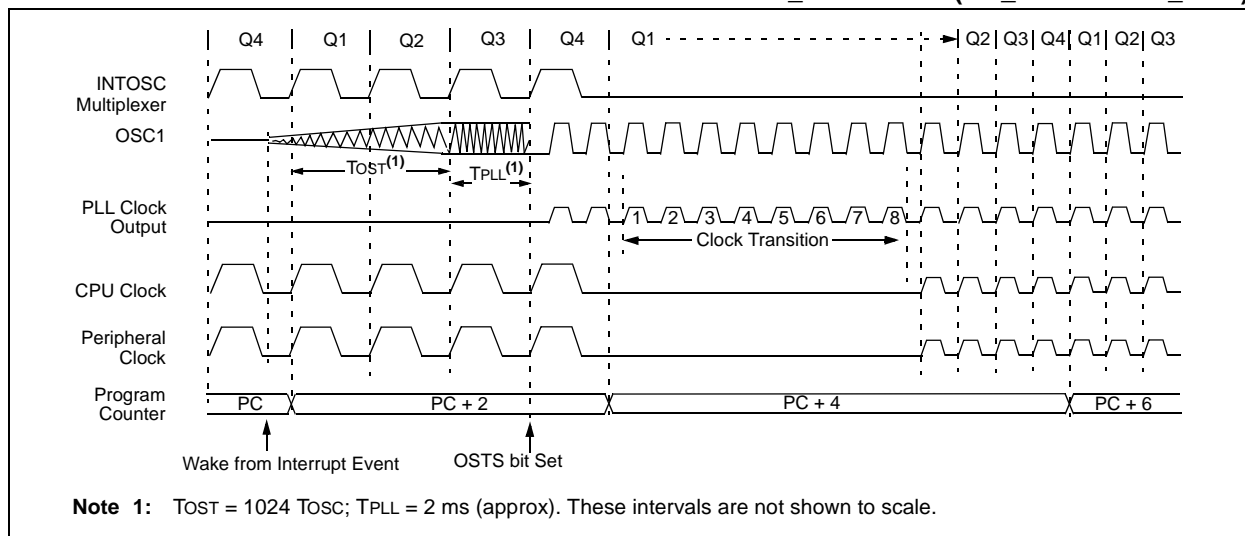 Q4 Q1 Q2 Q3 Q4 Q1 Q2 Q3 Q4 Q1 Q2 Q3
INTOSC
Multiplexer
OSC1
TOST(1)
TPLL(1)
PLL Clock
Output
1 2 3 4 5 6 7 8
Clock Transition
CPU Clock
Peripheral
Clock
Program
Counter
PC PC + 2 PC + 4 PC + 6
Wake from Interrupt Event
OSTS bit Set
Note 1: TOST = 1024 TOSC; TPLL = 2 ms (approx). These intervals are not shown to scale.